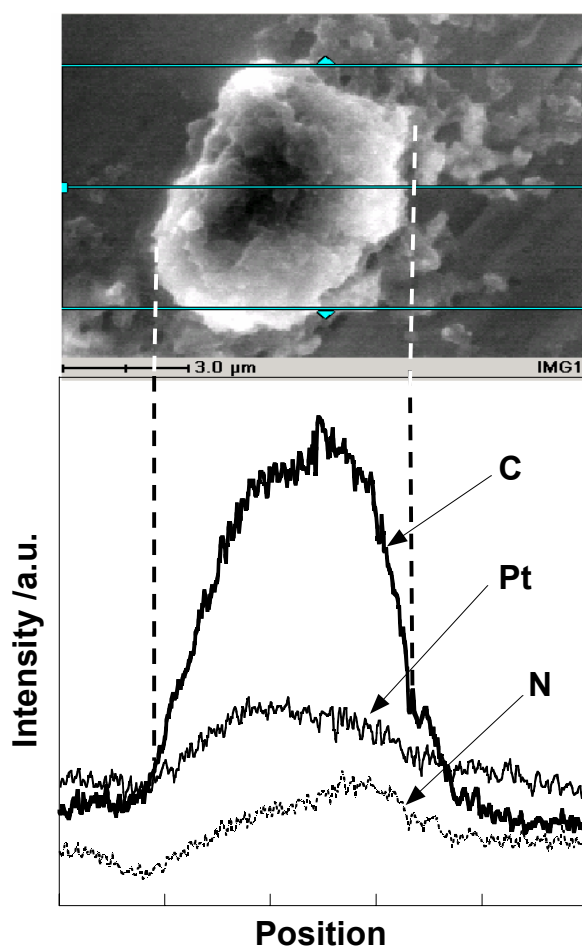 3.0 μm IMG1
C
Pt
N
Intensity /a.u.
Position